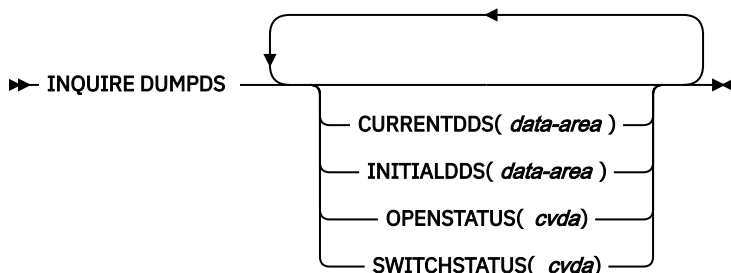 INQUIRE DUMPDS
CURRENTDDS( data-area )
INITIALDDS( data-area )
OPENSTATUS( cvda)
SWITCHSTATUS( cvda)